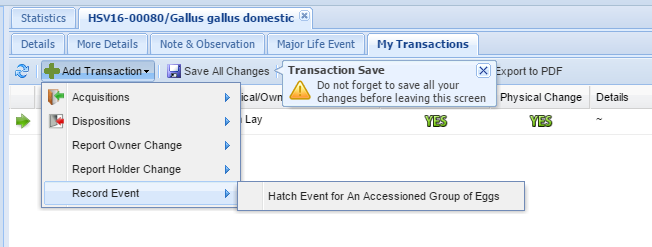 Statistics HSV16-00080/Gallus gallus domestic
Details More Details Note & Observation Major Life Event My Transactions
Add Transaction Save All Changes Export to PDF
Transaction Save
Do not forget to save all your
changes before leaving this screen
ical/Own Physical Change Details
Acquisitions
Lay YES YES ~
Dispositions
Report Owner Change
Report Holder Change
Record Event
Hatch Event for An Accessioned Group of Eggs